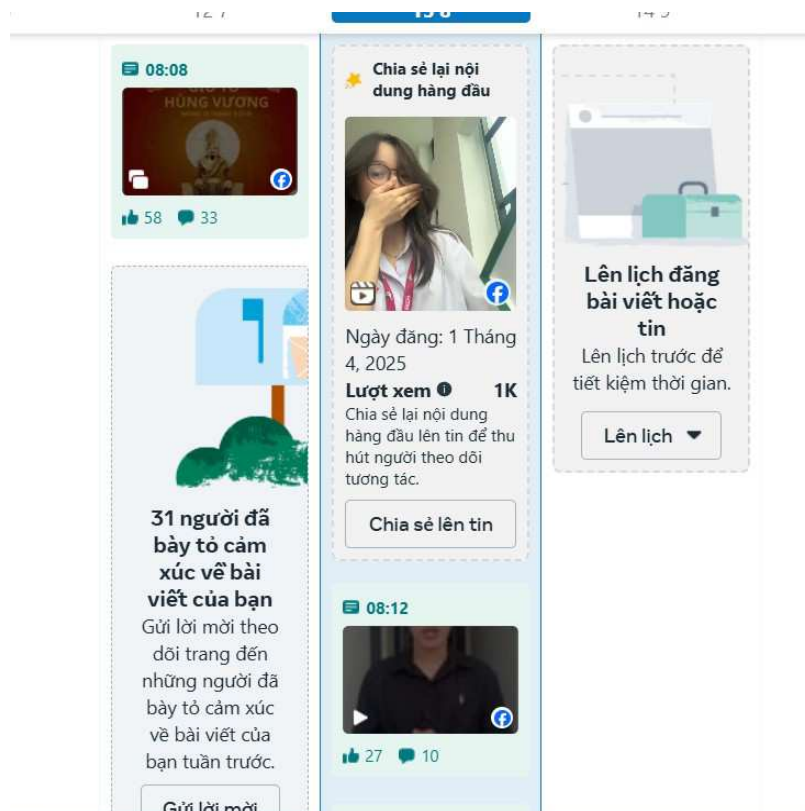 08:08
HÙNG VƯƠNG
58 33
31 người đã
bày tỏ cảm
xúc về bài
viết của bạn
Gửi lời mời theo
dõi trang đến
những người đã
bày tỏ cảm xúc
về bài viết của
bạn tuần trước.
Gửi lời mời
Chia sẻ lại nội
dung hàng đầu
Ngày đăng: 1 Tháng
4, 2025
Lượt xem 1K
Chia sẻ lại nội dung
hàng đầu lên tin để thu
hút người theo dõi
tương tác.
Chia sẻ lên tin
08:12
27 10
Lên lịch đăng
bài viết hoặc
tin
Lên lịch trước để
tiết kiệm thời gian.
Lên lịch